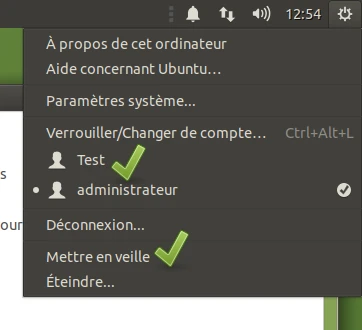 12:54
À propos de cet ordinateur
Aide concernant Ubuntu…
Paramètres système…
Verrouiller/Changer de compte… Ctrl+Alt+L
Test
s
administrateur
our
Déconnexion…
Mettre en veille
Éteindre…